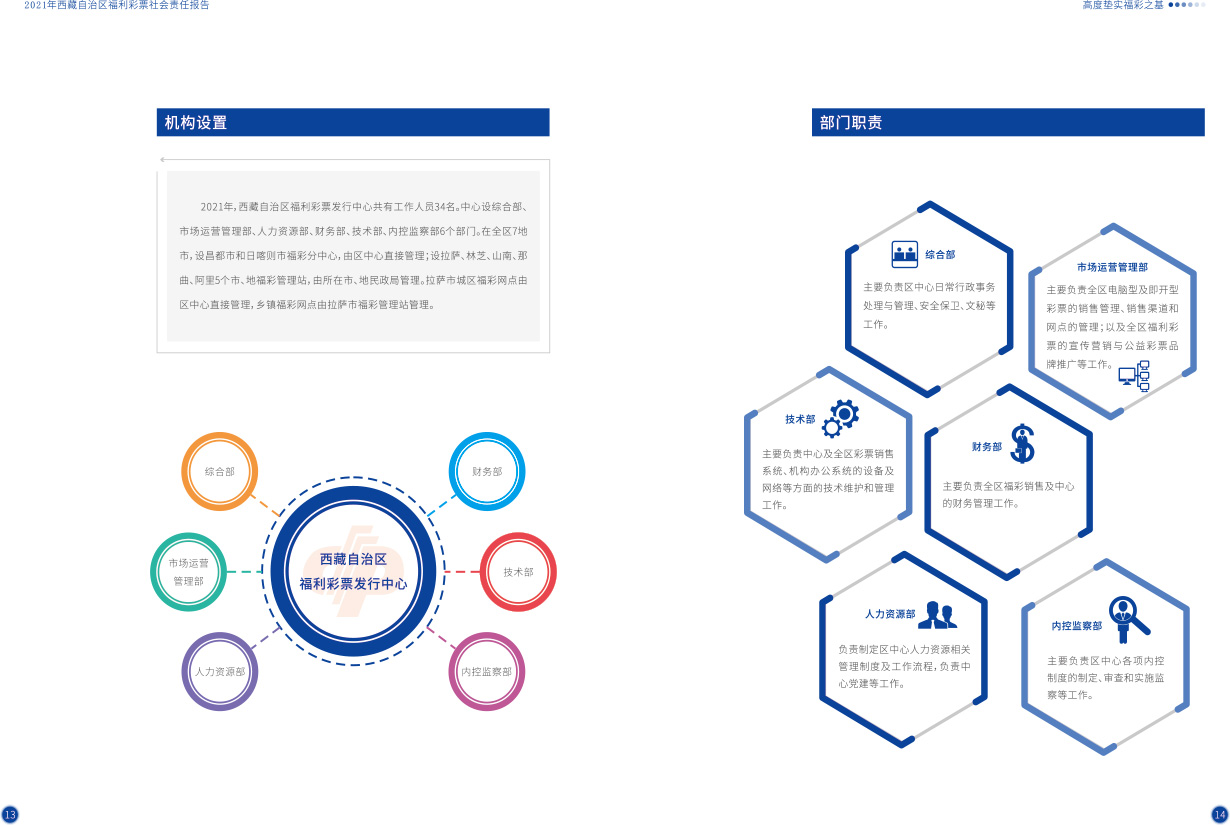 2021年西藏自治区福利彩票社会责任报告
高度垫实福彩之基
机构设置
2021年，西藏自治区福利彩票发行中心共有工作人员34名。中心设综合部、
市场运营管理部、人力资源部、财务部、技术部、内控监察部6个部门。在全区7地
市，设昌都市和日喀则市福彩分中心，由区中心直接管理；设拉萨、林芝、山南、那
曲、阿里5个市、地福彩管理站，由所在市、地民政局管理。拉萨市城区福彩网点由
区中心直接管理，乡镇福彩网点由拉萨市福彩管理站管理。
综合部
财务部
市场运营
管理部
西藏自治区
福利彩票发行中心
技术部
人力资源部
内控监察部
部门职责
综合部
主要负责区中心日常行政事务
处理与管理、安全保卫、文秘等
工作。
市场运营管理部
主要负责全区电脑型及即开型
彩票的销售管理、销售渠道和
网点的管理；以及全区福利彩
票的宣传营销与公益彩票品
牌推广等工作。
技术部
主要负责中心及全区彩票销售
系统、机构办公系统的设备及
网络等方面的技术维护和管理
工作。
财务部
主要负责全区福彩销售及中心
的财务管理工作。
人力资源部
负责制定区中心人力资源相关
管理制度及工作流程，负责中
心党建等工作。
内控监察部
主要负责区中心各项内控
制度的制定、审查和实施监
察等工作。
13
14